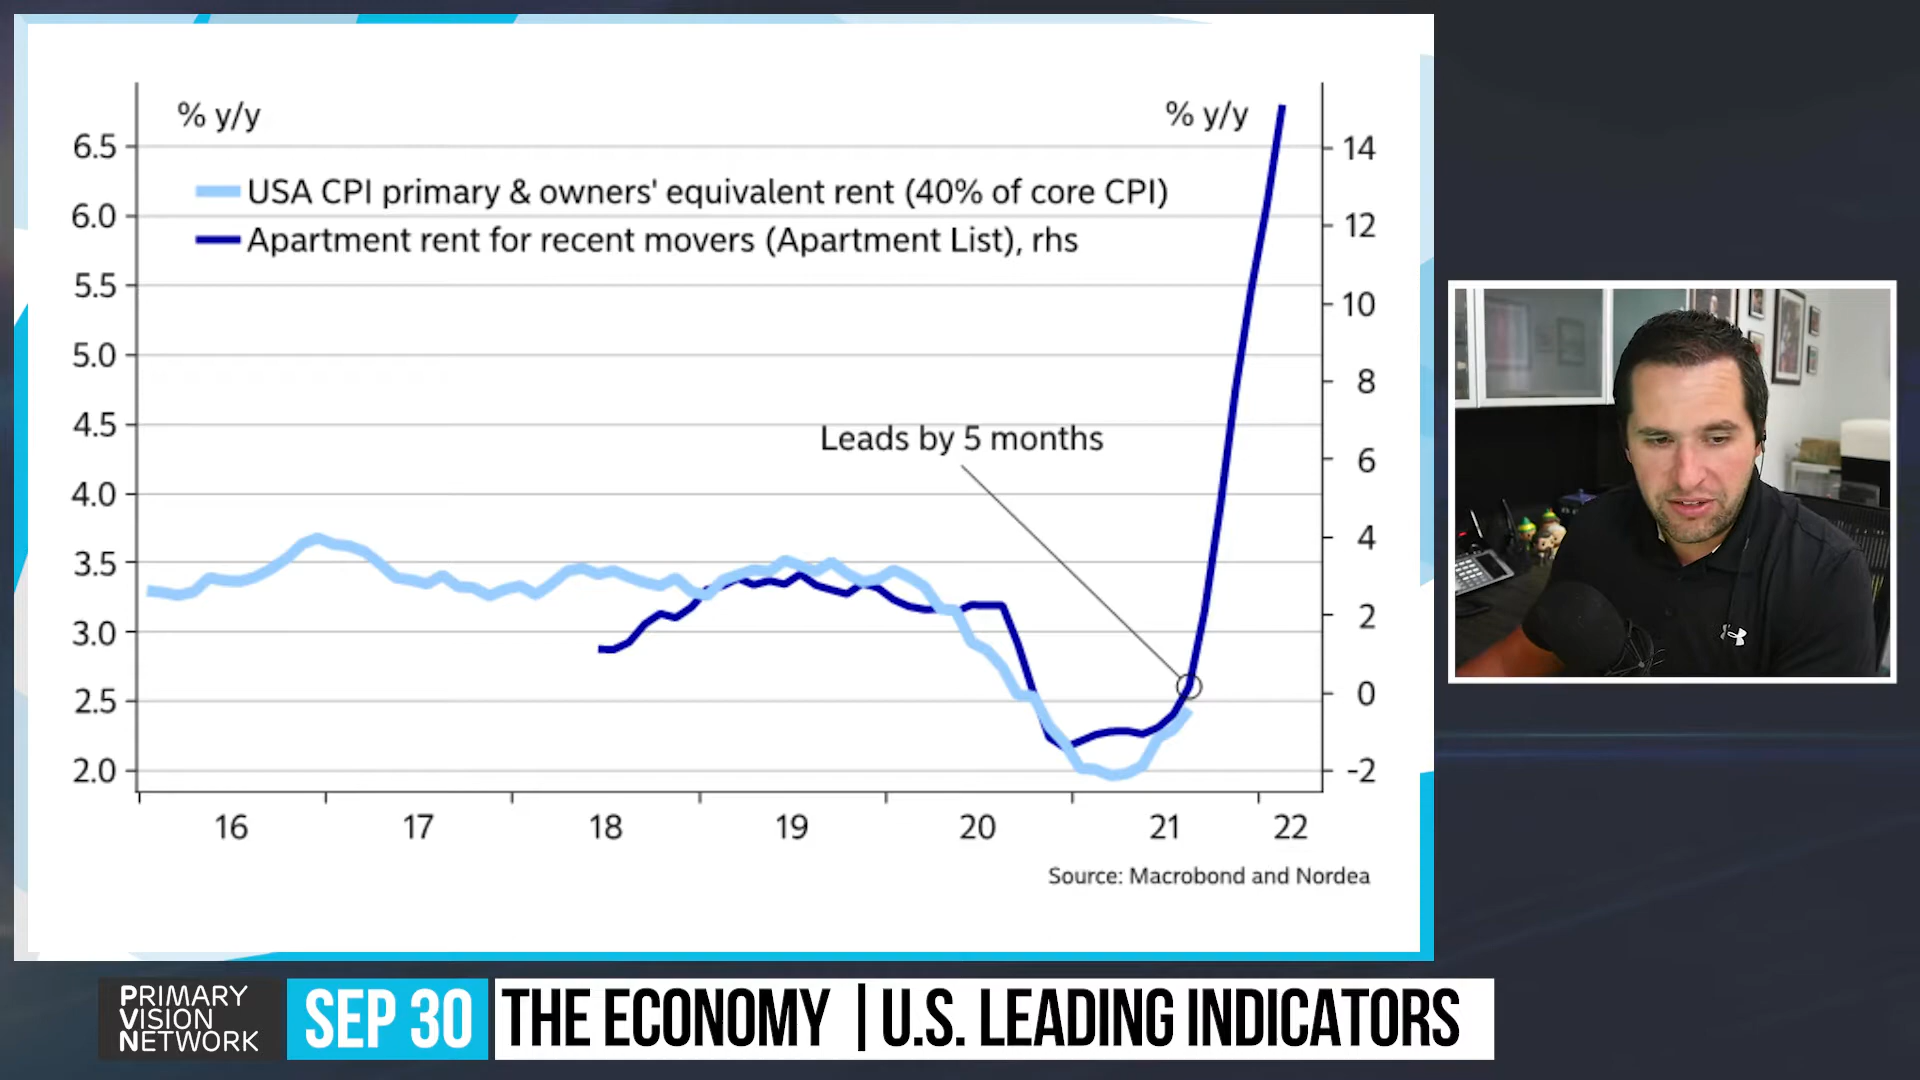 % y/y
% y/y
6.5
6.0
5.5
5.0
4.5
4.0
3.5
3.0
2.5
2.0
14
12
10
8
6
4
2
0
-2
USA CPI primary & owners' equivalent rent (40% of core CPI)
Apartment rent for recent movers (Apartment List), rhs
Leads by 5 months
16 17 18 19 20 21 22
Source: Macrobond and Nordea
PRIMARY
VISION
NETWORK
SEP 30
THE ECONOMY | U.S. LEADING INDICATORS